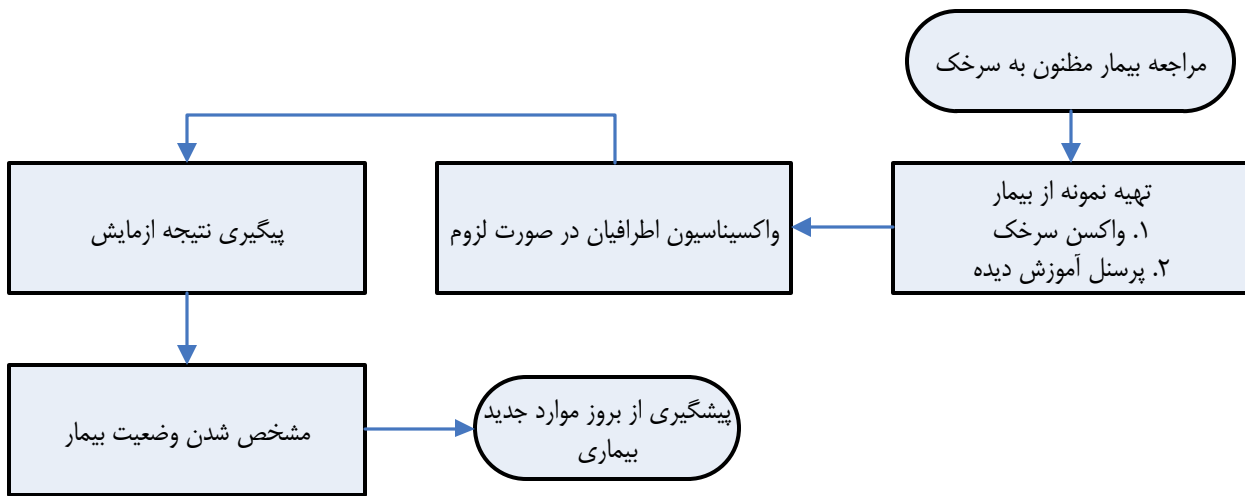 مراجعه بیمار مظنون به سرخک
تهیه نمونه از بیمار
۱. واکسن سرخک
۲. پرسنل آموزش دیده
واکسیناسیون اطرافیان در صورت لزوم
پیگیری نتیجه ازمایش
مشخص شدن وضعیت بیمار
پیشگیری از بروز موارد جدید
بیماری